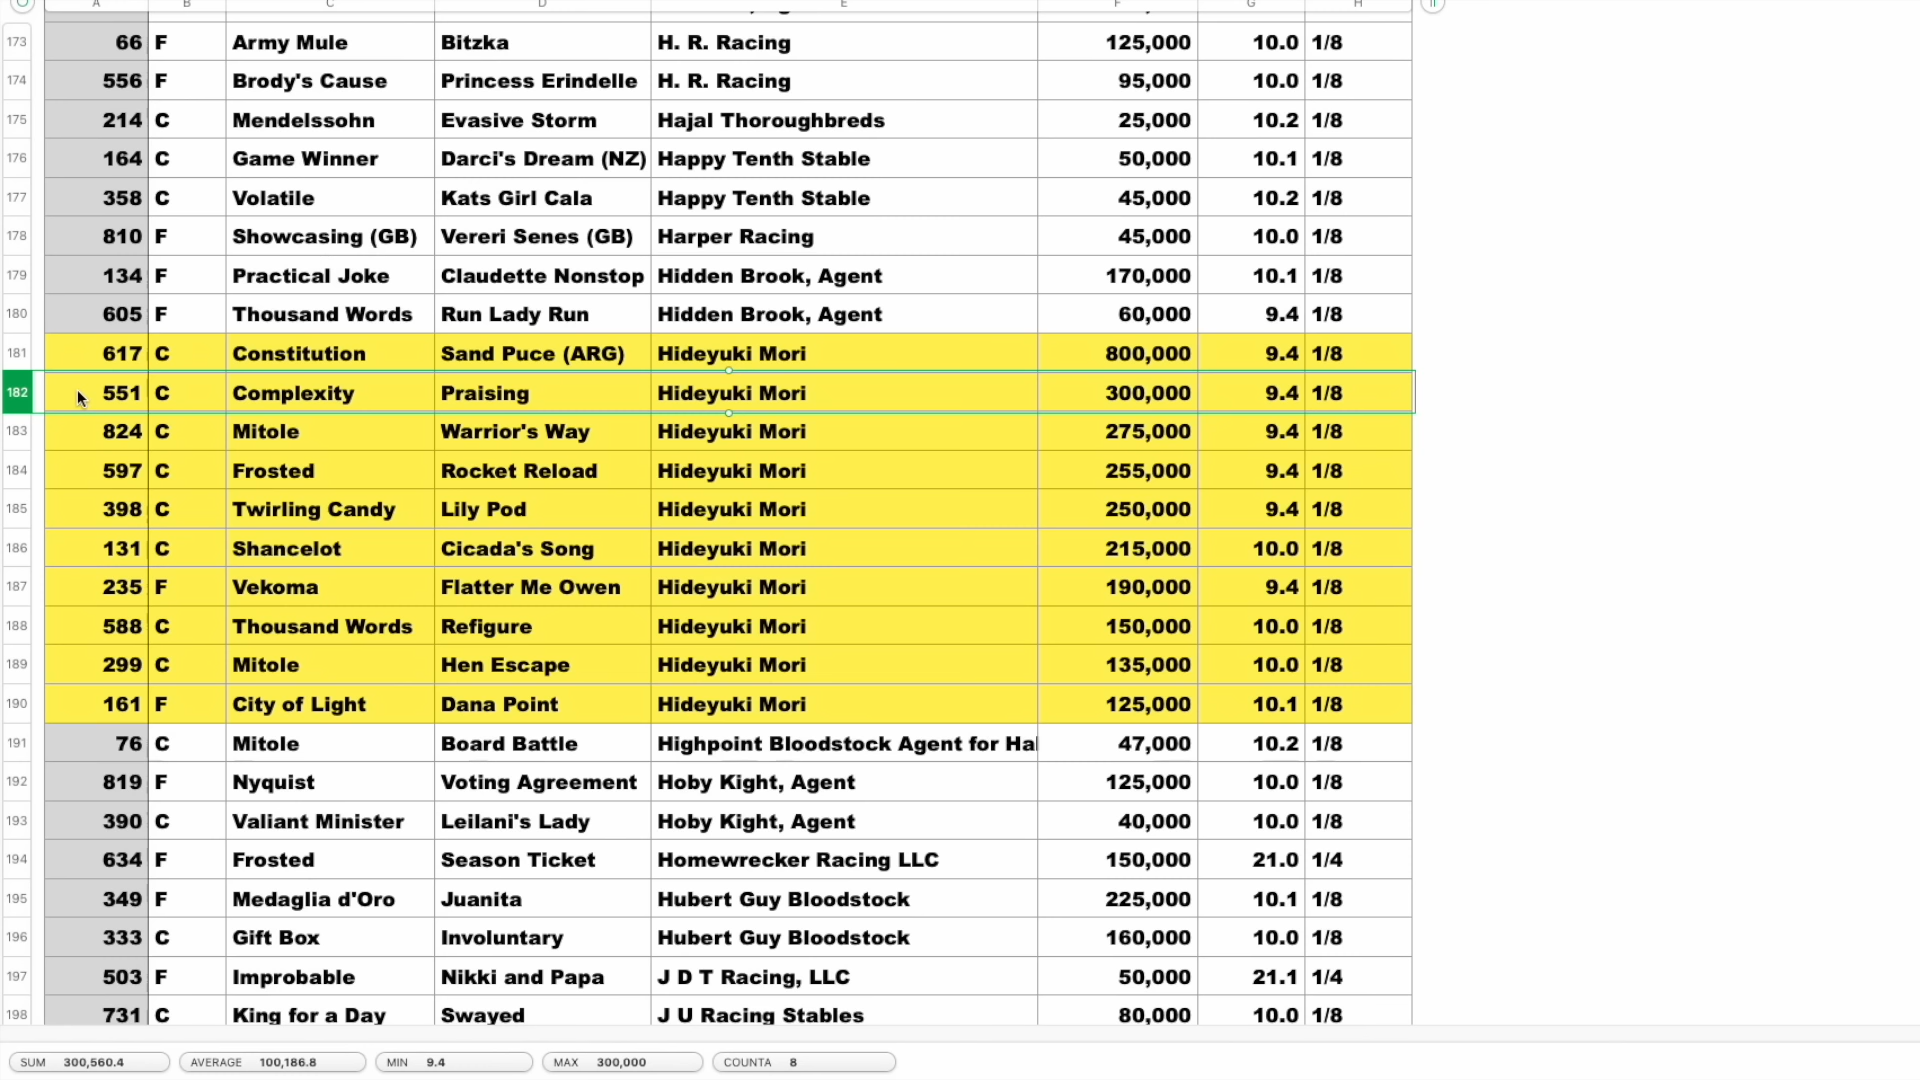 A B C D E F G H
173 66 F Army Mule Bitzka H. R. Racing 125,000 10.0 1/8
174 556 F Brody's Cause Princess Erindelle H. R. Racing 95,000 10.0 1/8
175 214 C Mendelssohn Evasive Storm Hajal Thoroughbreds 25,000 10.2 1/8
176 164 C Game Winner Darci's Dream (NZ) Happy Tenth Stable 50,000 10.1 1/8
177 358 C Volatile Kats Girl Cala Happy Tenth Stable 45,000 10.2 1/8
178 810 F Showcasing (GB) Vereri Senes (GB) Harper Racing 45,000 10.0 1/8
179 134 F Practical Joke Claudette Nonstop Hidden Brook, Agent 170,000 10.1 1/8
180 605 F Thousand Words Run Lady Run Hidden Brook, Agent 60,000 9.4 1/8
181 617 C Constitution Sand Puce (ARG) Hideyuki Mori 800,000 9.4 1/8
182 551 C Complexity Praising Hideyuki Mori 300,000 9.4 1/8
183 824 C Mitole Warrior's Way Hideyuki Mori 275,000 9.4 1/8
184 597 C Frosted Rocket Reload Hideyuki Mori 255,000 9.4 1/8
185 398 C Twirling Candy Lily Pod Hideyuki Mori 250,000 9.4 1/8
186 131 C Shancelot Cicada's Song Hideyuki Mori 215,000 10.0 1/8
187 235 F Vekoma Flatter Me Owen Hideyuki Mori 190,000 9.4 1/8
188 588 C Thousand Words Refigure Hideyuki Mori 150,000 10.0 1/8
189 299 C Mitole Hen Escape Hideyuki Mori 135,000 10.0 1/8
190 161 F City of Light Dana Point Hideyuki Mori 125,000 10.1 1/8
191 76 C Mitole Board Battle Highpoint Bloodstock Agent for Hal 47,000 10.2 1/8
192 819 F Nyquist Voting Agreement Hoby Kight, Agent 125,000 10.0 1/8
193 390 C Valiant Minister Leilani's Lady Hoby Kight, Agent 40,000 10.0 1/8
194 634 F Frosted Season Ticket Homewrecker Racing LLC 150,000 21.0 1/4
195 349 F Medaglia d'Oro Juanita Hubert Guy Bloodstock 225,000 10.1 1/8
196 333 C Gift Box Involuntary Hubert Guy Bloodstock 160,000 10.0 1/8
197 503 F Improbable Nikki and Papa J D T Racing, LLC 50,000 21.1 1/4
198 731 C King for a Day Swayed J U Racing Stables 80,000 10.0 1/8
SUM 300,560.4 AVERAGE 100,186.8 MIN 9.4 MAX 300,000 COUNTA 8